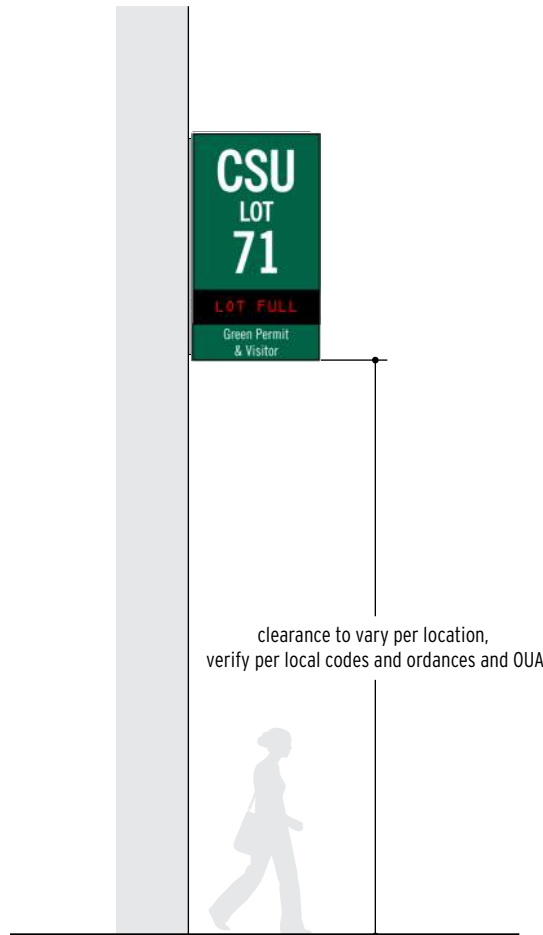 CSU
LOT
71
LOT FULL
Green Permit
& Visitor
clearance to vary per location,
verify per local codes and ordances and OUA